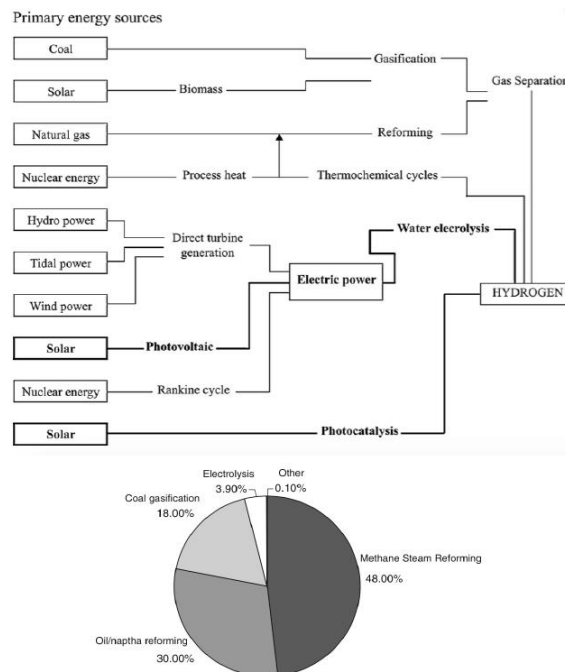 Primary energy sources
Coal
Gasification
Gas Separation
Solar
Biomass
Natural gas
Reforming
Nuclear energy
Process heat
Thermochemical cycles
Hydro power
Water elecrolysis
Direct turbine
generation
Tidal power
Electric power
HYDROGEN
Wind power
Solar
Photovoltaic
Nuclear energy
Rankine cycle
Solar
Photocatalysis
Electrolysis
3.90%
Other
0.10%
Coal gasification
18.00%
Methane Steam Reforming
48.00%
Oil/naptha reforming
30.00%